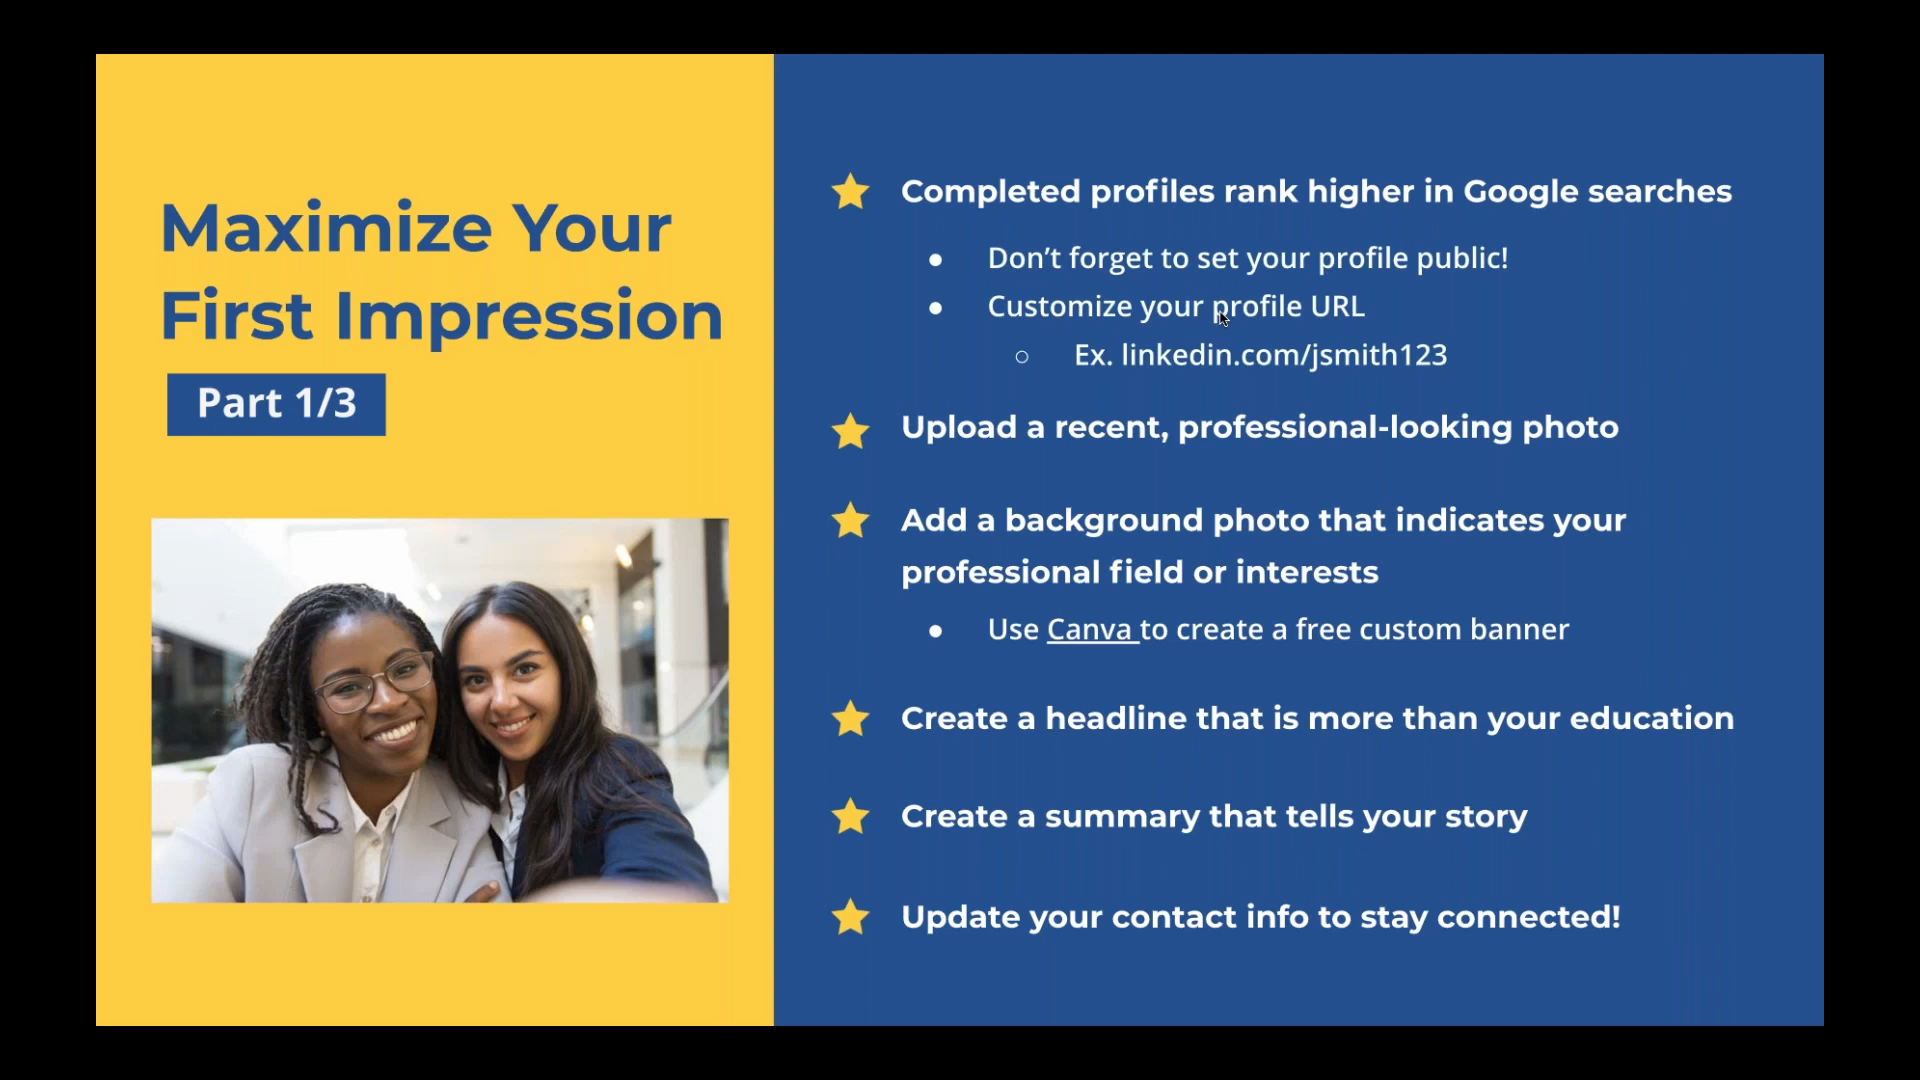 Maximize Your
First Impression
Part 1/3
Completed profiles rank higher in Google searches
● Don’t forget to set your profile public!
● Customize your profile URL
○ Ex. linkedin.com/jsmith123
Upload a recent, professional-looking photo
Add a background photo that indicates your
professional field or interests
● Use Canva to create a free custom banner
Create a headline that is more than your education
Create a summary that tells your story
Update your contact info to stay connected!